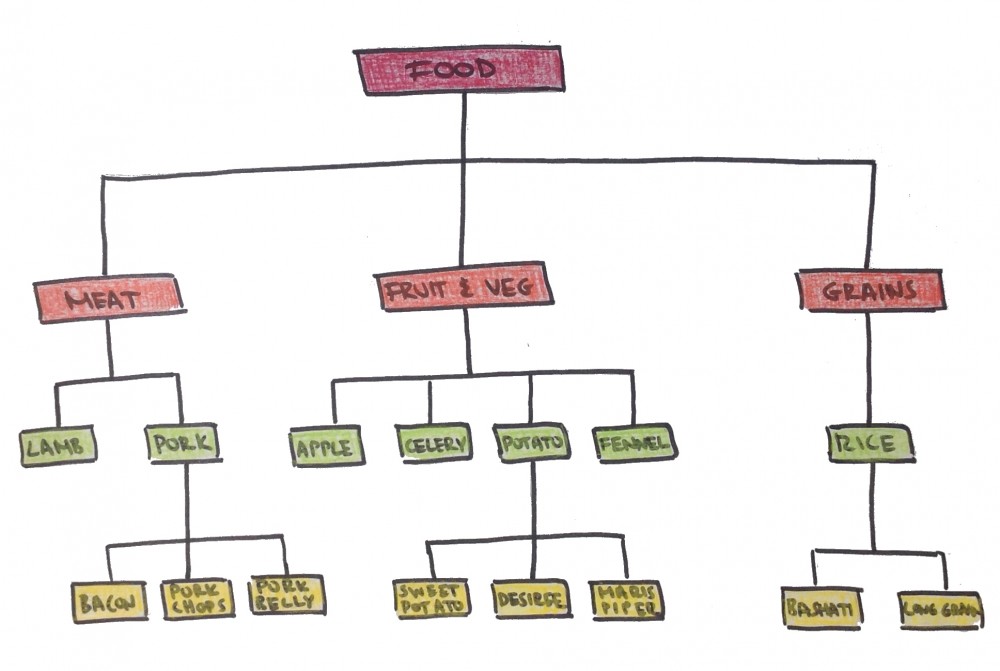 FOOD
MEAT
FRUIT & VEG
GRAINS
LAMB
PORK
APPLE
CELERY
POTATO
FENNEL
RICE
BACON
PORK
CHOPS
PORK
BELLY
SWEET
POTATO
DESIREE
MARIS
PIPER
BASMATI
LONG GRAIN